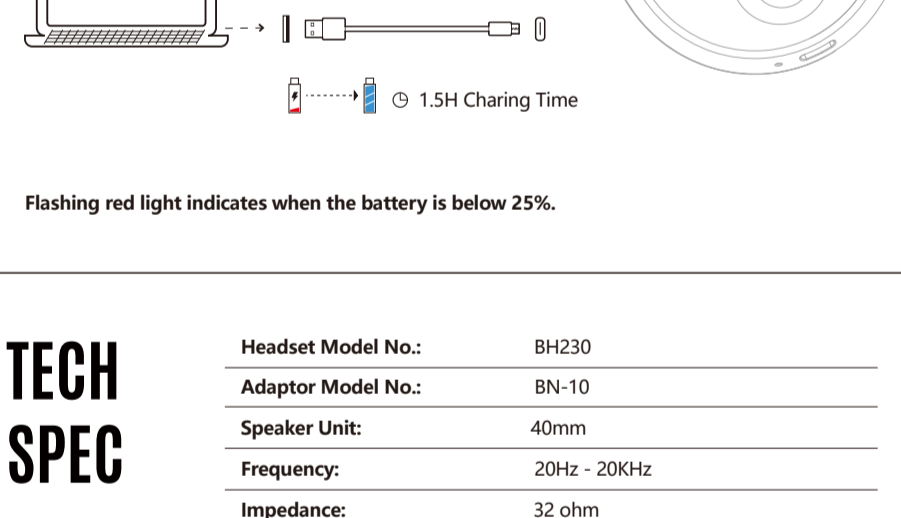 1.5H Charing Time
Flashing red light indicates when the battery is below 25%.
TECH
SPEC
Headset Model No.: BH230
Adaptor Model No.: BN-10
Speaker Unit: 40mm
Frequency: 20Hz - 20KHz
Impedance: 32 ohm